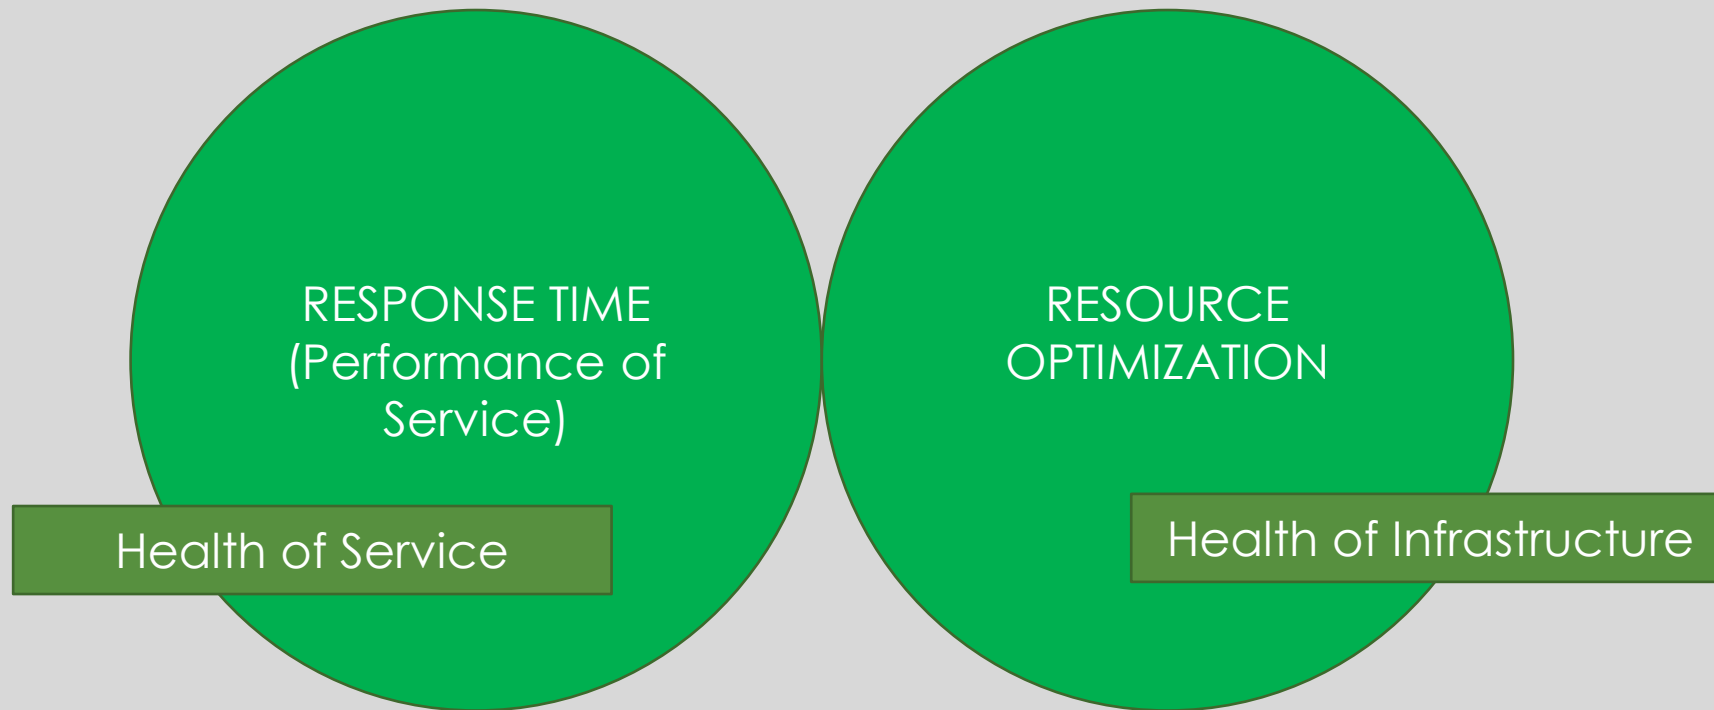 RESPONSE TIME
(Performance of
Service)
Health of Service
RESOURCE
OPTIMIZATION
Health of Infrastructure